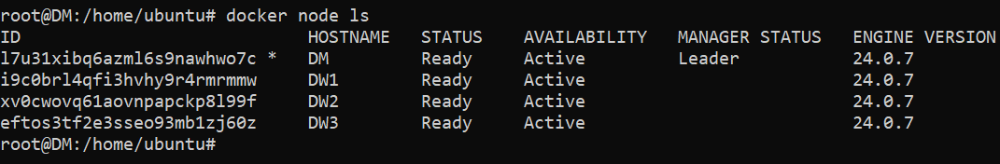 root@DM:/home/ubuntu# docker node ls
ID HOSTNAME STATUS AVAILABILITY MANAGER STATUS ENGINE VERSION
l7u31xibq6azml6s9nawhwo7c * DM Ready Active Leader 24.0.7
i9c0brl4qfi3hvhy9r4rmrmmw DW1 Ready Active 24.0.7
xv0cwovq61aovnpapckp8l99f DW2 Ready Active 24.0.7
eftos3tf2e3sseo93mb1zj60z DW3 Ready Active 24.0.7
root@DM:/home/ubuntu#